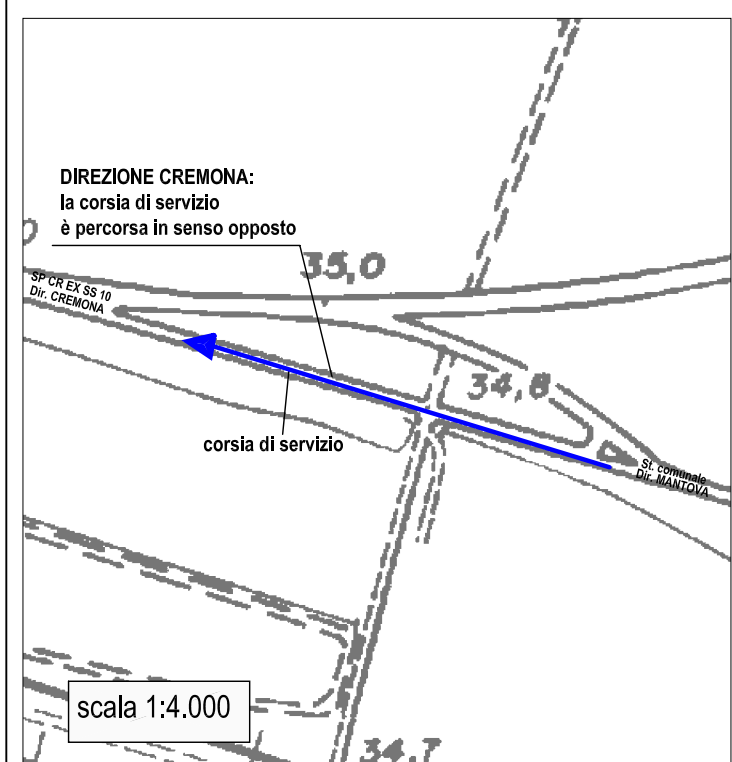 DIREZIONE CREMONA:
la corsia di servizio
è percorsa in senso opposto
35,0
SP CR EX SS 10
Dir. CREMONA
34,8
corsia di servizio
St. comunale
Dir. MANTOVA
scala 1:4.000
34,7